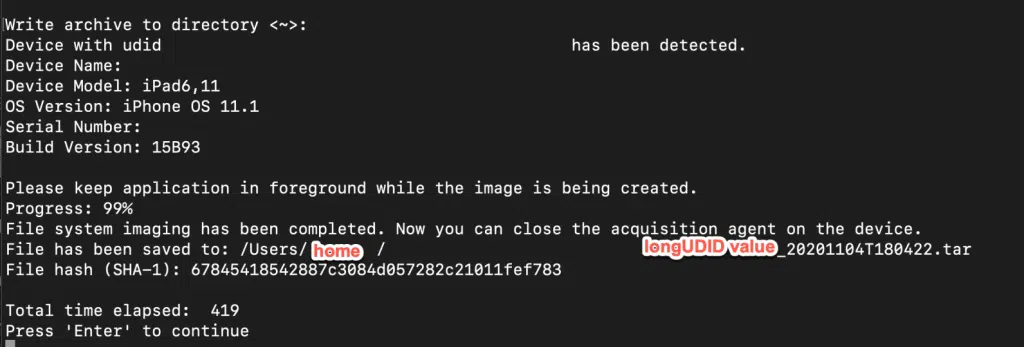 Write archive to directory <~>:
Device with udid has been detected.
Device Name:
Device Model: iPad6,11
OS Version: iPhone OS 11.1
Serial Number:
Build Version: 15B93
Please keep application in foreground while the image is being created.
Progress: 99%
File system imaging has been completed. Now you can close the acquisition agent on the device.
File has been saved to: /Users/ home / longUDID value_20201104T180422.tar
File hash (SHA-1): 67845418542887c3084d057282c21011fef783
Total time elapsed: 419
Press 'Enter' to continue